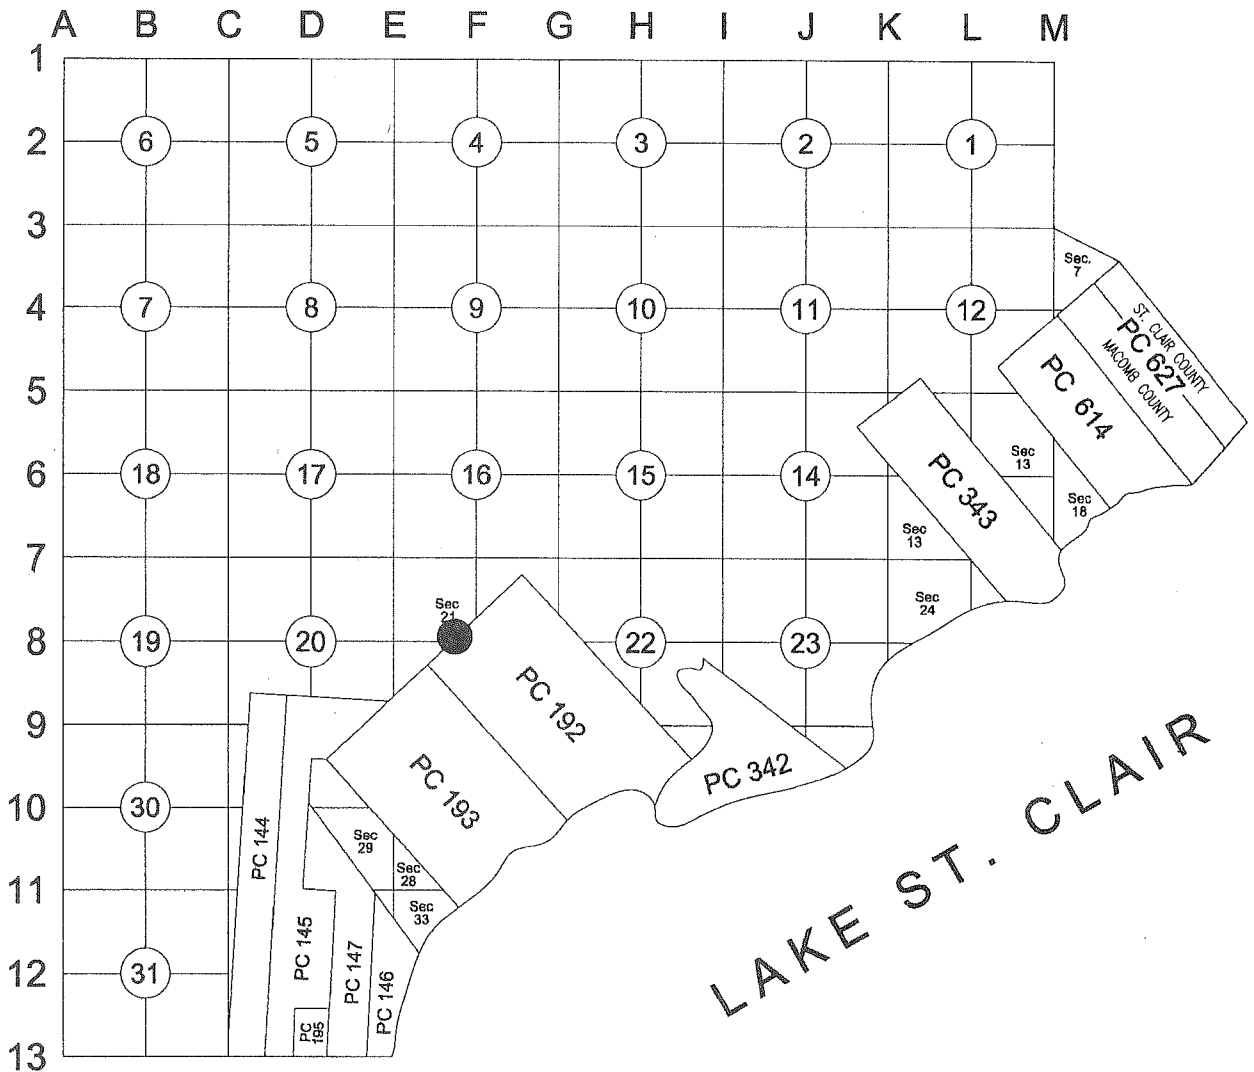 A B C D E F G H I J K L M
1
2 6 5 4 3 2 1
3
Sec.
7
4 7 8 9 10 11 12
ST. CLAIR COUNTY
PC 627
MACOMB COUNTY
PC 614
5
6 18 17 16 15 14
Sec
13
PC 343
Sec
18
Sec
13
7
Sec
21
Sec
24
8 19 20 22 23
PC 192
9
PC 193
PC 342
10 30
PC 144
Sec
29
Sec
28
11
Sec
33
PC 145
PC 147
PC 146
12 31
PC
195
13
LAKE ST. CLAIR